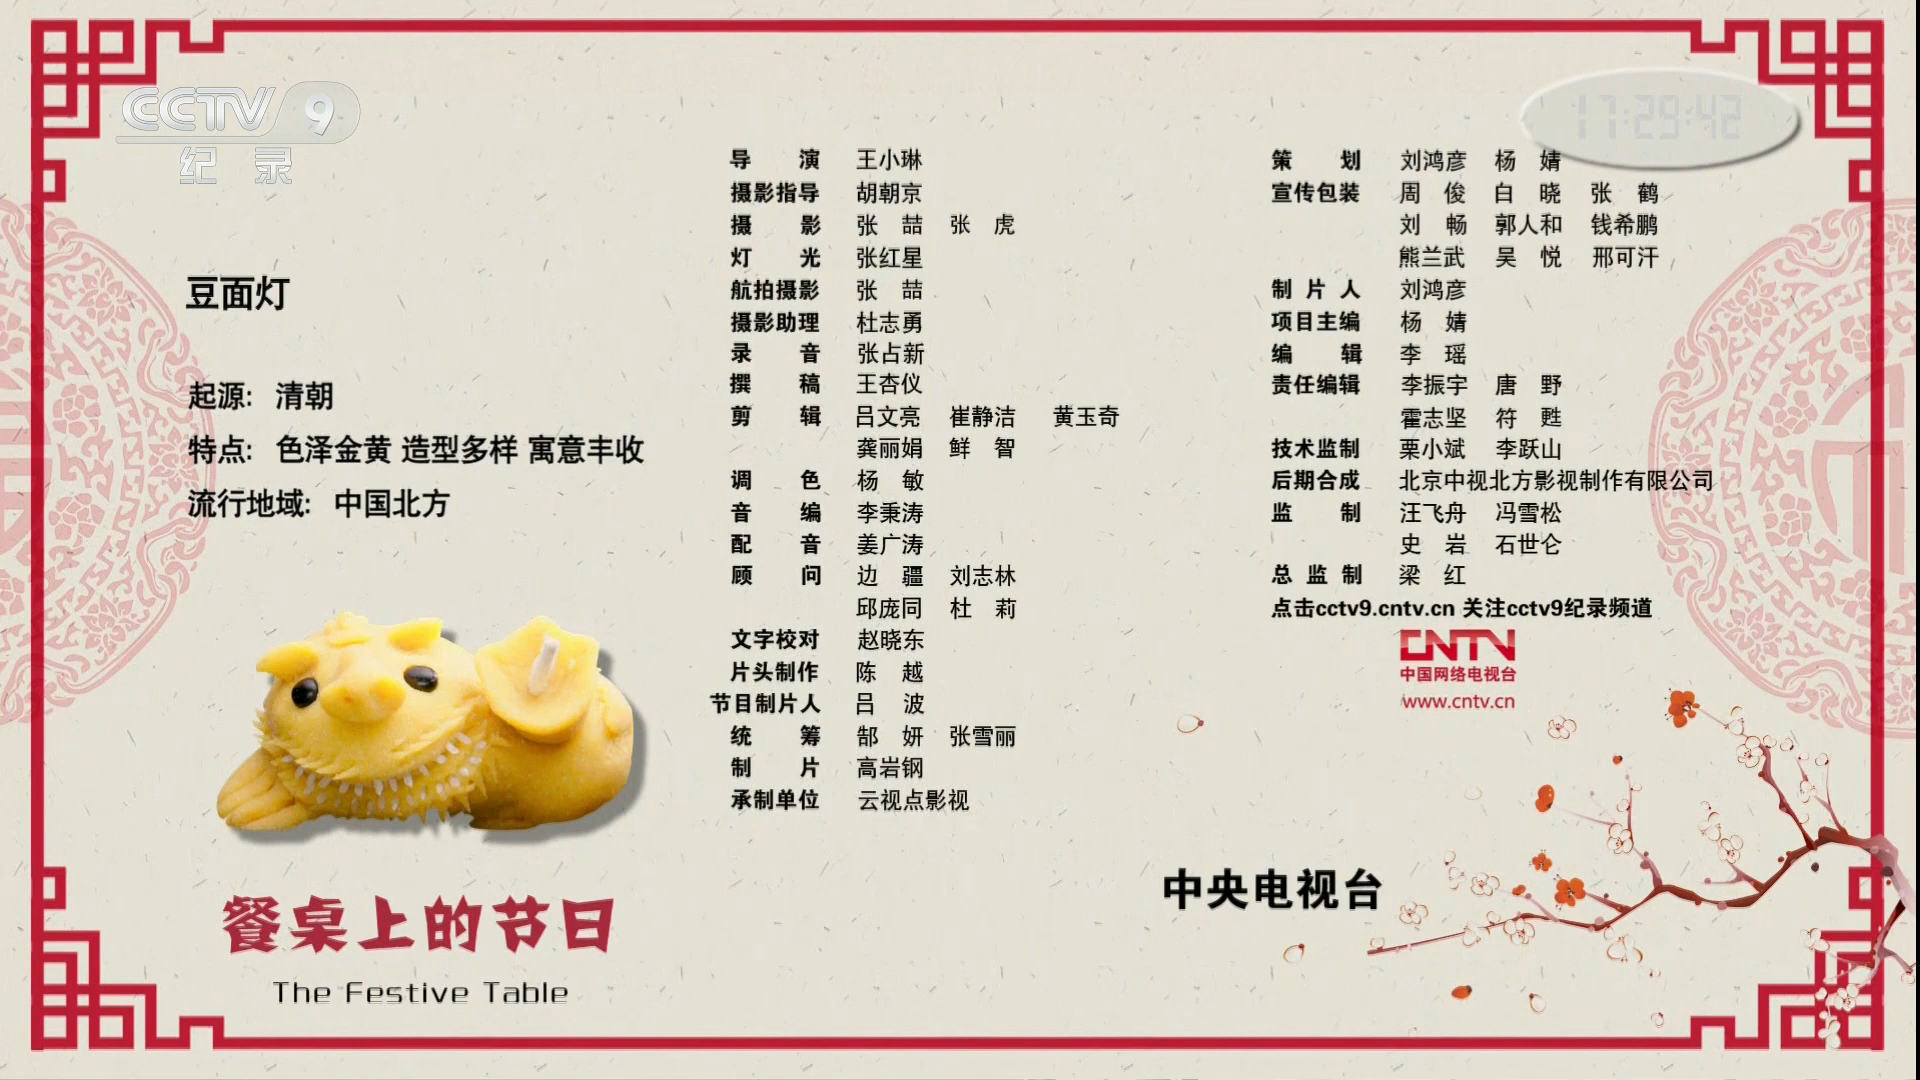 CCTV 9
纪录
17:29:42
豆面灯
起源: 清朝
特点: 色泽金黄 造型多样 寓意丰收
流行地域: 中国北方
餐桌上的节日
The Festive Table
导 演 王小琳
摄影指导 胡朝京
摄 影 张 喆 张 虎
灯 光 张红星
航拍摄影 张 喆
摄影助理 杜志勇
录 音 张占新
撰 稿 王杏仪
剪 辑 吕文亮 崔静洁 黄玉奇
龚丽娟 鲜 智
调 色 杨 敏
音 编 李秉涛
配 音 姜广涛
顾 问 边 疆 刘志林
邱庞同 杜 莉
文字校对 赵晓东
片头制作 陈 越
节目制片人 吕 波
统 筹 郜 妍 张雪丽
制 片 高岩钢
承制单位 云视点影视
策 划 刘鸿彦 杨 婧
宣传包装 周 俊 白 晓 张 鹤
刘 畅 郭人和 钱希鹏
熊兰武 吴 悦 邢可汗
制 片 人 刘鸿彦
项目主编 杨 婧
编 辑 李 瑶
责任编辑 李振宇 唐 野
霍志坚 符 甦
技术监制 栗小斌 李跃山
后期合成 北京中视北方影视制作有限公司
监 制 汪飞舟 冯雪松
史 岩 石世仑
总 监 制 梁 红
点击cctv9.cntv.cn 关注cctv9纪录频道
CNTV
中国网络电视台
www.cntv.cn
中央电视台